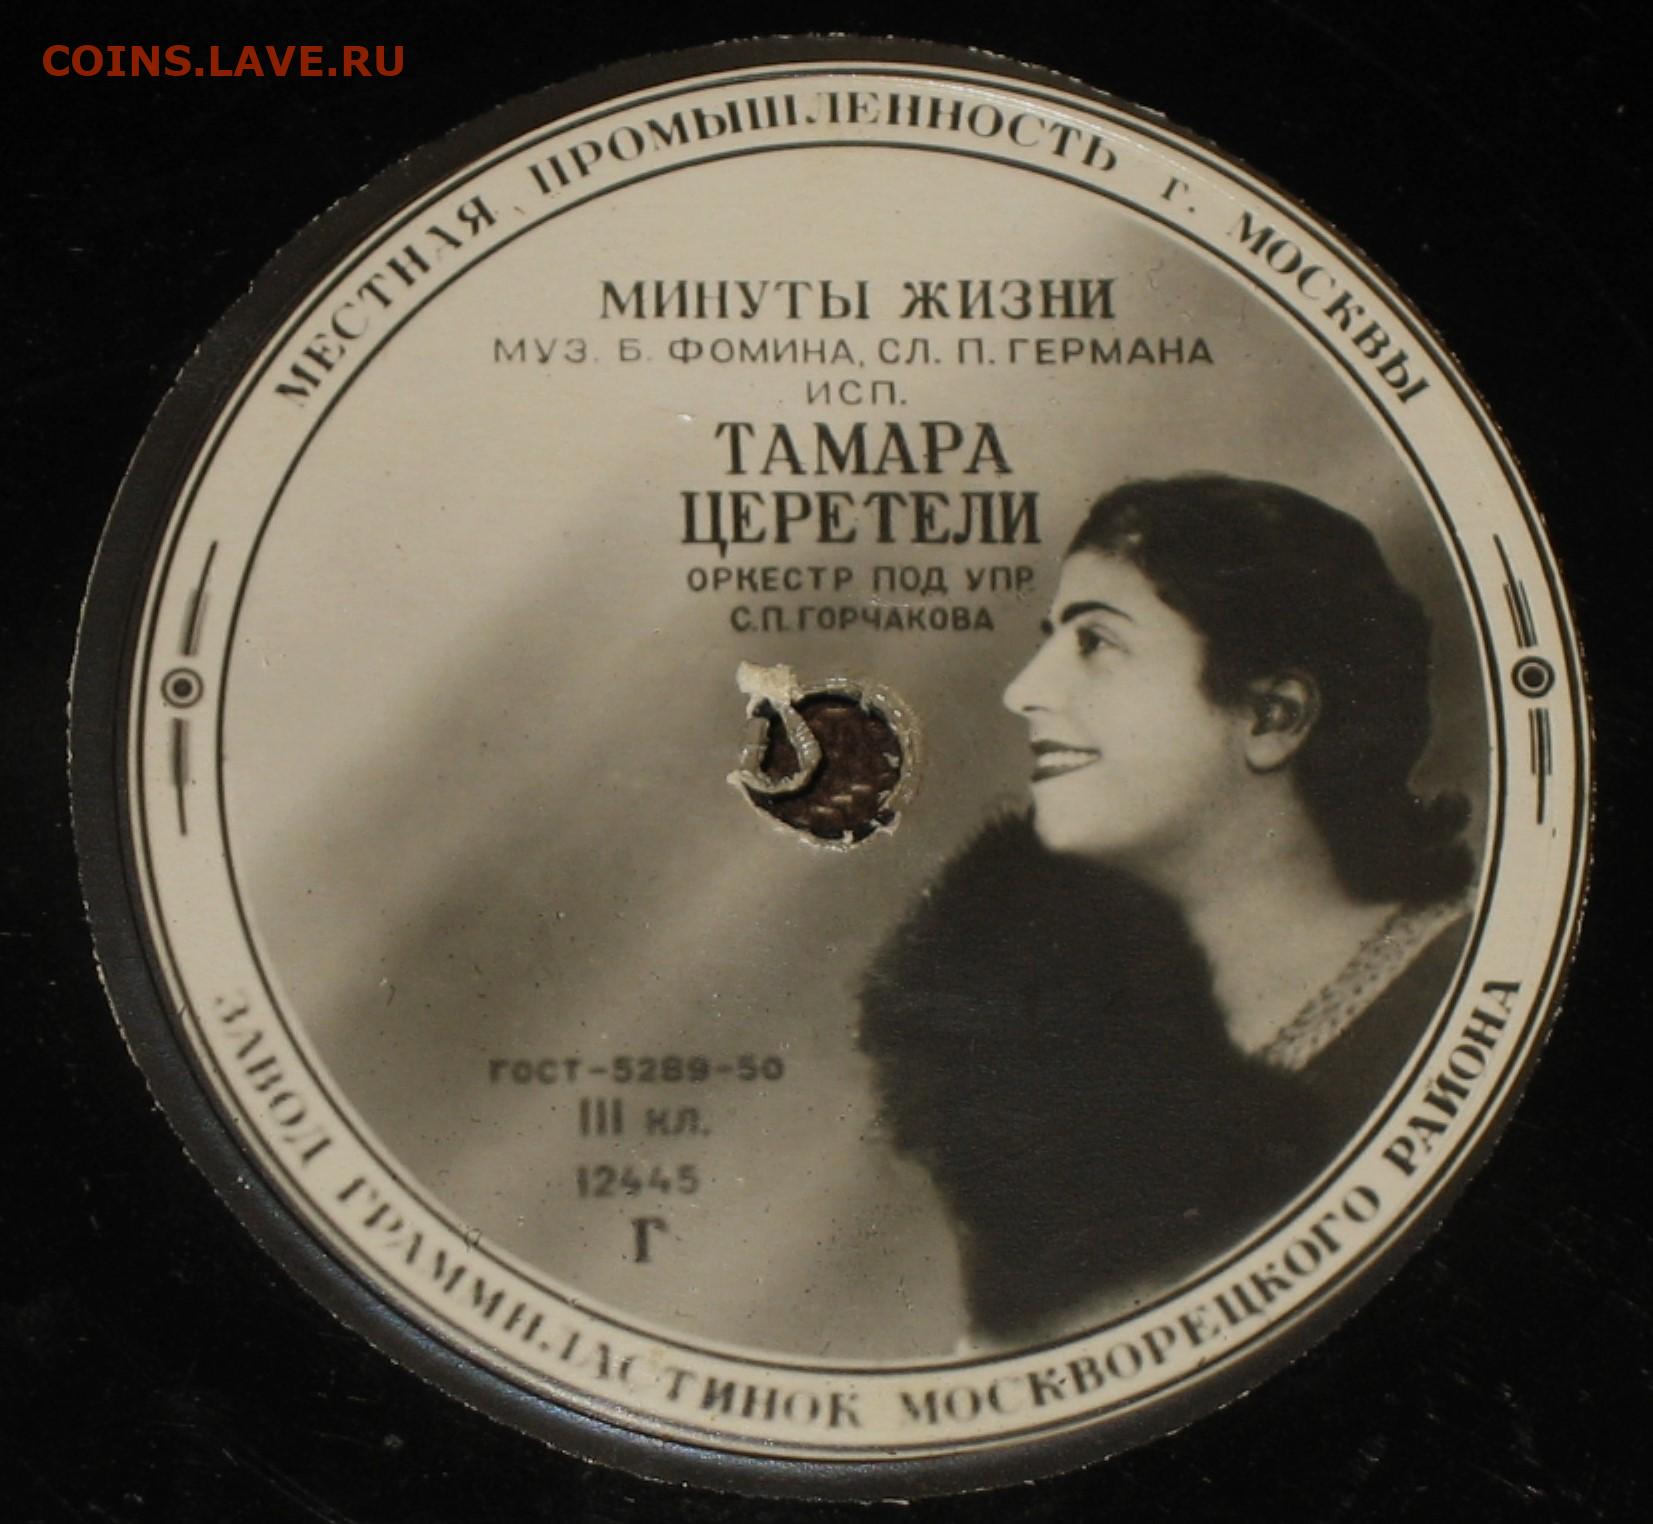 COINS.LAVE.RU
МЕСТНАЯ ПРОМЫШЛЕННОСТЬ г. МОСКВЫ
МИНУТЫ ЖИЗНИ
МУЗ. Б. ФОМИНА, СЛ. П. ГЕРМАНА
ИСП.
ТАМАРА
ЦЕРЕТЕЛИ
ОРКЕСТР ПОД УПР.
С.П. ГОРЧАКОВА
ГОСТ-5289-50
III кл.
12445
Г
ЗАВОД ГРАММПЛАСТИНОК МОСКВОРЕЦКОГО РАЙОНА